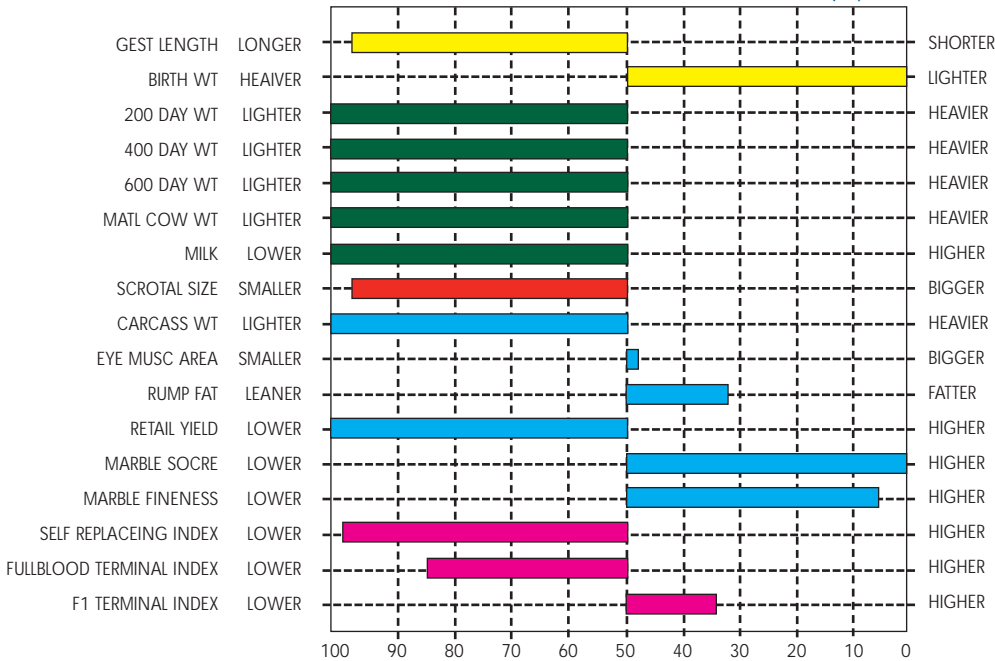 GEST LENGTH LONGER SHORTER
BIRTH WT HEAIVER LIGHTER
200 DAY WT LIGHTER HEAVIER
400 DAY WT LIGHTER HEAVIER
600 DAY WT LIGHTER HEAVIER
MATL COW WT LIGHTER HEAVIER
MILK LOWER HIGHER
SCROTAL SIZE SMALLER BIGGER
CARCASS WT LIGHTER HEAVIER
EYE MUSC AREA SMALLER BIGGER
RUMP FAT LEANER FATTER
RETAIL YIELD LOWER HIGHER
MARBLE SOCRE LOWER HIGHER
MARBLE FINENESS LOWER HIGHER
SELF REPLACEING INDEX LOWER HIGHER
FULLBLOOD TERMINAL INDEX LOWER HIGHER
F1 TERMINAL INDEX LOWER HIGHER
100 90 80 70 60 50 40 30 20 10 0